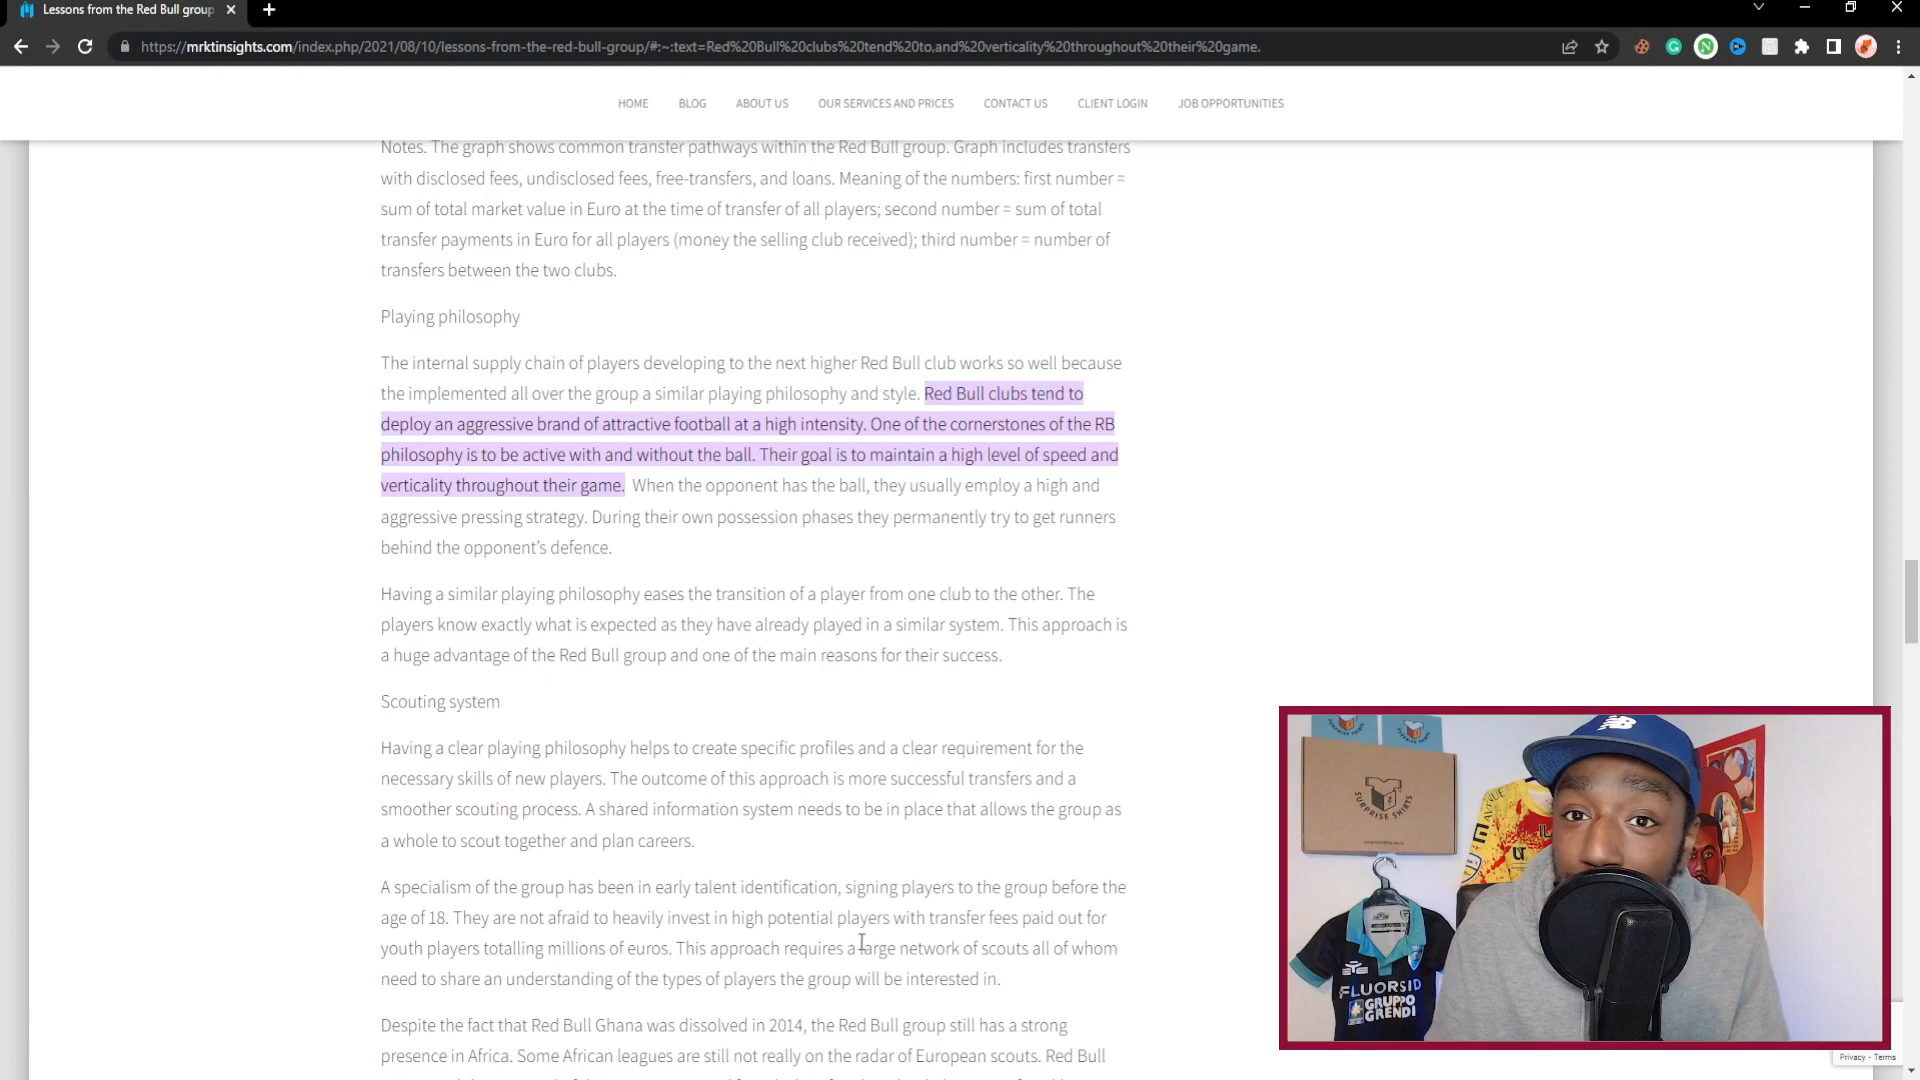 Lessons from the Red Bull group
https://mrktinsights.com/index.php/2021/08/10/lessons-from-the-red-bull-group/#:~:text=Red%20Bull%20clubs%20tend%20to,and%20verticality%20throughout%20their%20game.
HOME BLOG ABOUT US OUR SERVICES AND PRICES CONTACT US CLIENT LOGIN JOB OPPORTUNITIES
Notes. The graph shows common transfer pathways within the Red Bull group. Graph includes transfers
with disclosed fees, undisclosed fees, free-transfers, and loans. Meaning of the numbers: first number =
sum of total market value in Euro at the time of transfer of all players; second number = sum of total
transfer payments in Euro for all players (money the selling club received); third number = number of
transfers between the two clubs.
Playing philosophy
The internal supply chain of players developing to the next higher Red Bull club works so well because
the implemented all over the group a similar playing philosophy and style. Red Bull clubs tend to
deploy an aggressive brand of attractive football at a high intensity. One of the cornerstones of the RB
philosophy is to be active with and without the ball. Their goal is to maintain a high level of speed and
verticality throughout their game. When the opponent has the ball, they usually employ a high and
aggressive pressing strategy. During their own possession phases they permanently try to get runners
behind the opponent's defence.
Having a similar playing philosophy eases the transition of a player from one club to the other. The
players know exactly what is expected as they have already played in a similar system. This approach is
a huge advantage of the Red Bull group and one of the main reasons for their success.
Scouting system
Having a clear playing philosophy helps to create specific profiles and a clear requirement for the
necessary skills of new players. The outcome of this approach is more successful transfers and a
smoother scouting process. A shared information system needs to be in place that allows the group as
a whole to scout together and plan careers.
A specialism of the group has been in early talent identification, signing players to the group before the
age of 18. They are not afraid to heavily invest in high potential players with transfer fees paid out for
youth players totalling millions of euros. This approach requires a large network of scouts all of whom
need to share an understanding of the types of players the group will be interested in.
Despite the fact that Red Bull Ghana was dissolved in 2014, the Red Bull group still has a strong
presence in Africa. Some African leagues are still not really on the radar of European scouts. Red Bull
SURPRISE SHIRTS
FLUORSID
GRUPPO
GRENDI
Privacy - Terms